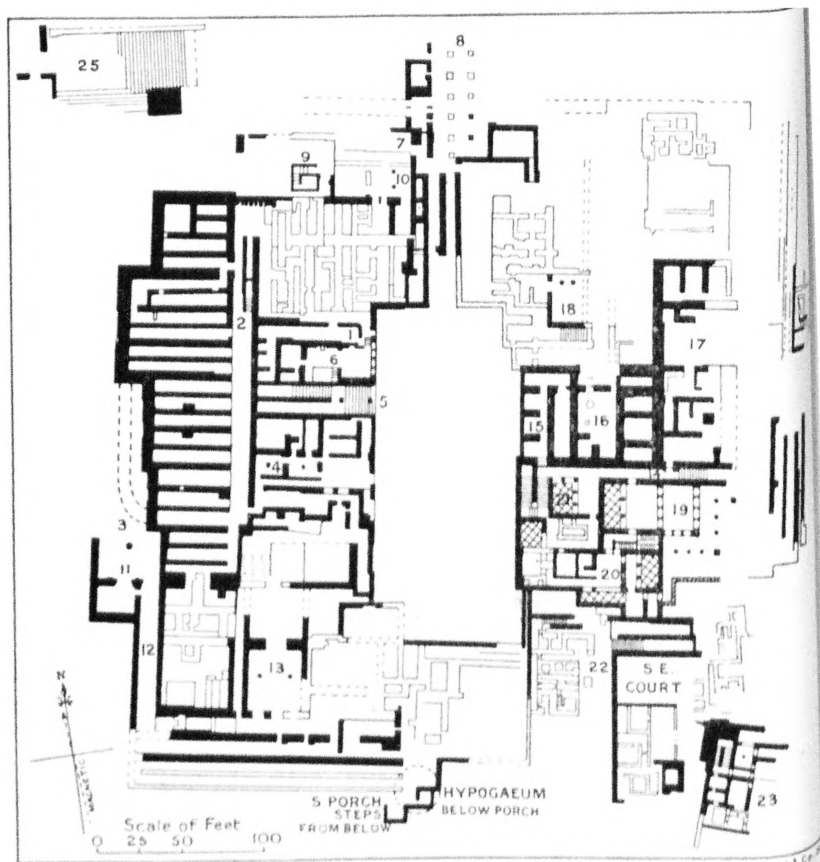 8
25
7
9
10
1
2
18
17
6
5
15
16
4
14
21
19
3
11
20
12
13
22
S.E.
COURT
N
MAGNETIC
23
HYPOGAEUM
BELOW PORCH
S PORCH
STEPS
FROM BELOW
Scale of Feet
0 25 50 100